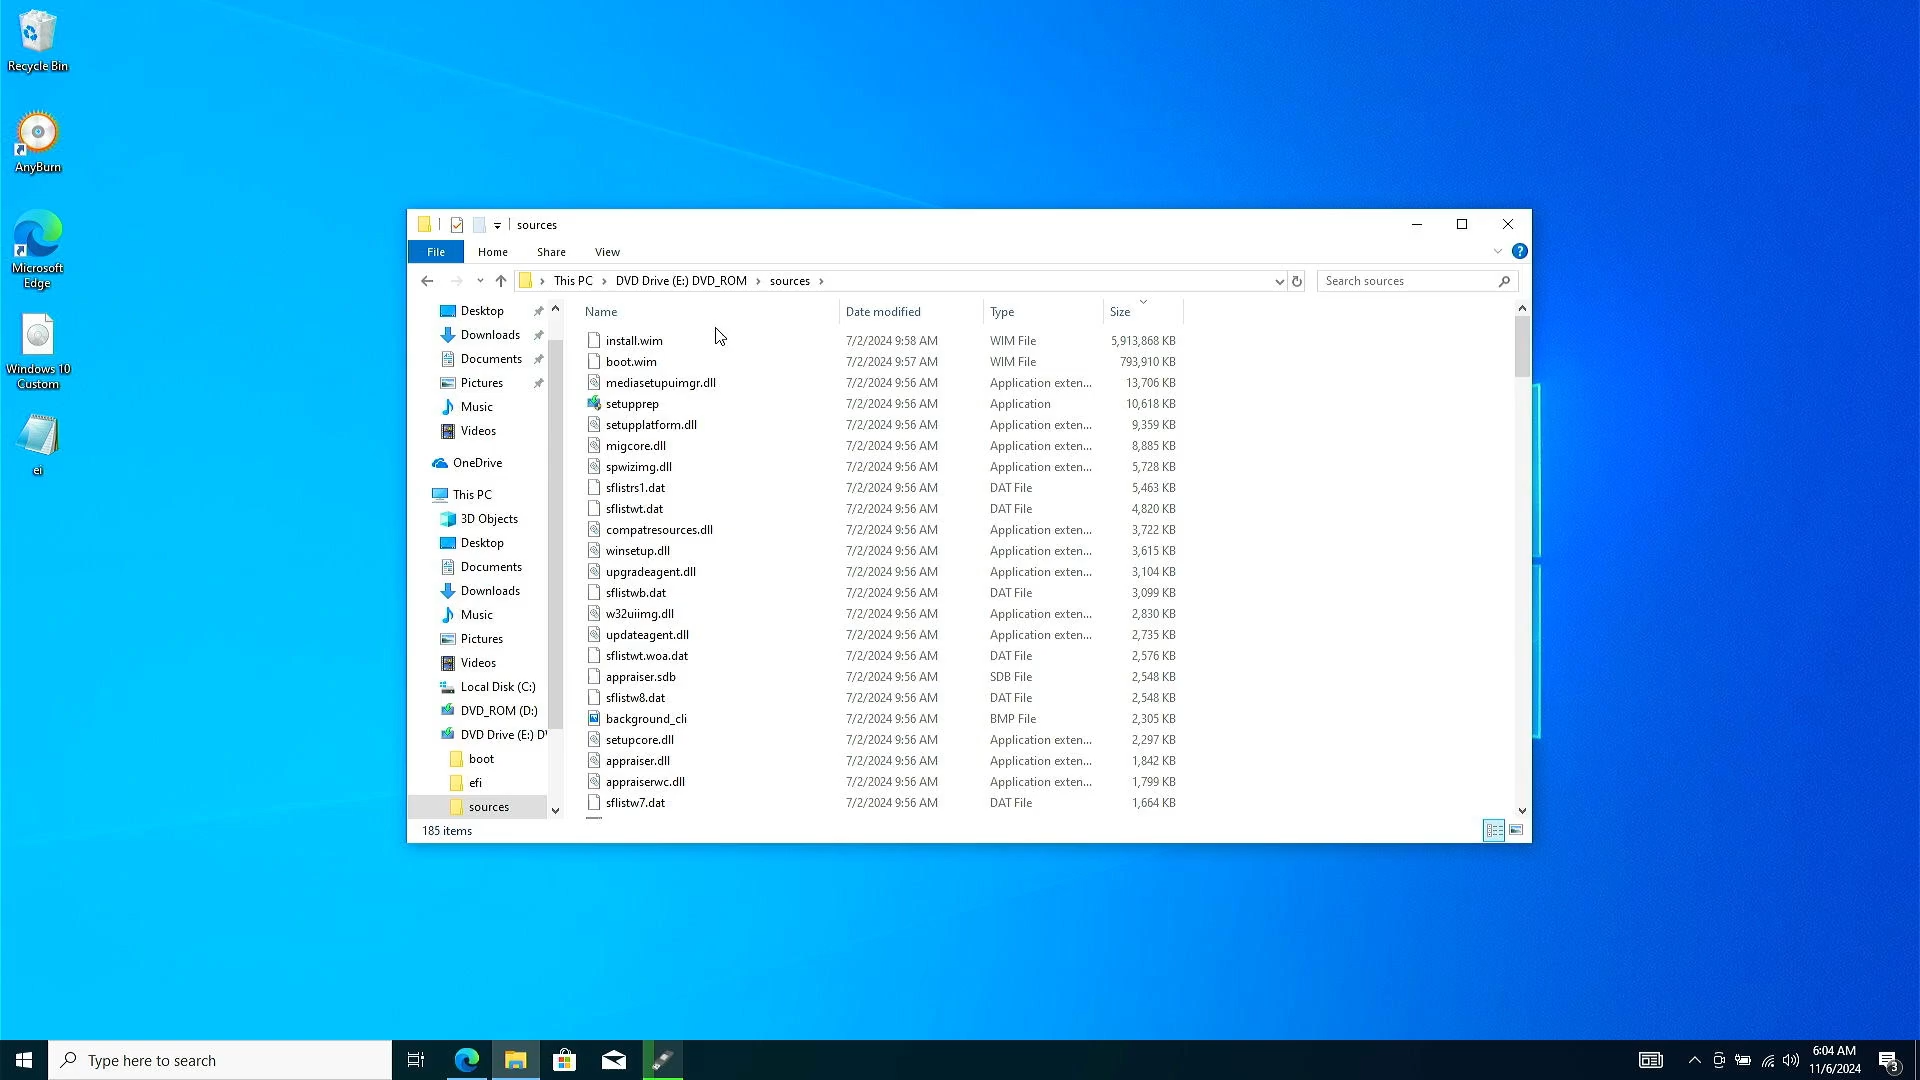 Recycle Bin
AnyBurn
Microsoft
Edge
Windows 10
Custom
ei
sources
File
Home
Share
View
This PC
DVD Drive (E:) DVD_ROM
sources
Search sources
Desktop
Downloads
Documents
Pictures
Music
Videos
OneDrive
This PC
3D Objects
Desktop
Documents
Downloads
Music
Pictures
Videos
Local Disk (C:)
DVD_ROM (D:)
DVD Drive (E:) D
boot
efi
sources
Name Date modified Type Size
install.wim 7/2/2024 9:58 AM WIM File 5,913,868 KB
boot.wim 7/2/2024 9:57 AM WIM File 793,910 KB
mediasetupuimgr.dll 7/2/2024 9:56 AM Application exten... 13,706 KB
setupprep 7/2/2024 9:56 AM Application 10,618 KB
setupplatform.dll 7/2/2024 9:56 AM Application exten... 9,359 KB
migcore.dll 7/2/2024 9:56 AM Application exten... 8,885 KB
spwizimg.dll 7/2/2024 9:56 AM Application exten... 5,728 KB
sflistrs1.dat 7/2/2024 9:56 AM DAT File 5,463 KB
sflistwt.dat 7/2/2024 9:56 AM DAT File 4,820 KB
compatresources.dll 7/2/2024 9:56 AM Application exten... 3,722 KB
winsetup.dll 7/2/2024 9:56 AM Application exten... 3,615 KB
upgradeagent.dll 7/2/2024 9:56 AM Application exten... 3,104 KB
sflistwb.dat 7/2/2024 9:56 AM DAT File 3,099 KB
w32uiimg.dll 7/2/2024 9:56 AM Application exten... 2,830 KB
updateagent.dll 7/2/2024 9:56 AM Application exten... 2,735 KB
sflistwt.woa.dat 7/2/2024 9:56 AM DAT File 2,576 KB
appraiser.sdb 7/2/2024 9:56 AM SDB File 2,548 KB
sflistw8.dat 7/2/2024 9:56 AM DAT File 2,548 KB
background_cli 7/2/2024 9:56 AM BMP File 2,305 KB
setupcore.dll 7/2/2024 9:56 AM Application exten... 2,297 KB
appraiser.dll 7/2/2024 9:56 AM Application exten... 1,842 KB
appraiserwc.dll 7/2/2024 9:56 AM Application exten... 1,799 KB
sflistw7.dat 7/2/2024 9:56 AM DAT File 1,664 KB
185 items
Type here to search
6:04 AM
11/6/2024
3